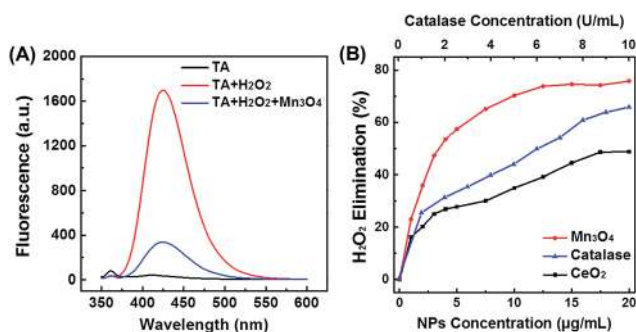 (A)
2000
1600
1200
800
400
0
Fluorescence (a.u.)
TA
TA+H₂O₂
TA+H₂O₂+Mn₃O₄
350 400 450 500 550 600
Wavelength (nm)
(B)
Catalase Concentration (U/mL)
0 2 4 6 8 10
80
60
40
20
0
H₂O₂ Elimination (%)
Mn₃O₄
Catalase
CeO₂
0 5 10 15 20
NPs Concentration (μg/mL)